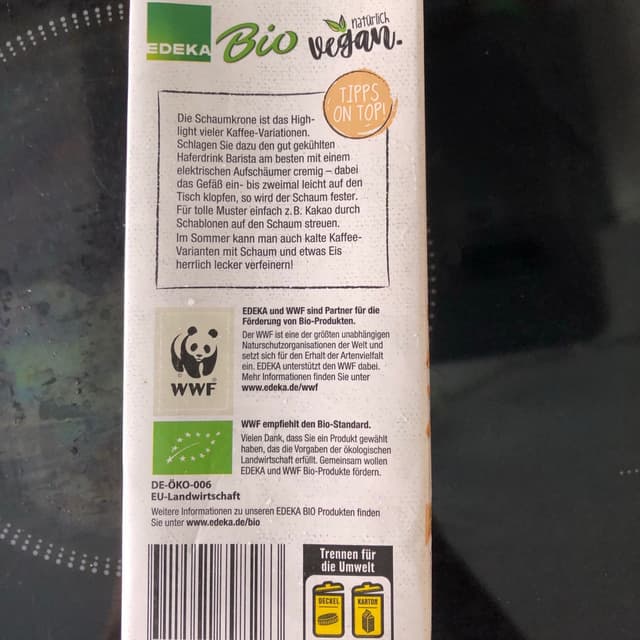 EDEKA Bio natürlich vegan.
TIPPS
ON TOP!
Die Schaumkrone ist das High-
light vieler Kaffee-Variationen.
Schlagen Sie dazu den gut gekühlten
Haferdrink Barista am besten mit einem
elektrischen Aufschäumer cremig – dabei
das Gefäß ein- bis zweimal leicht auf den
Tisch klopfen, so wird der Schaum fester.
Für tolle Muster einfach z. B. Kakao durch
Schablonen auf den Schaum streuen.
Im Sommer kann man auch kalte Kaffee-
Varianten mit Schaum und etwas Eis
herrlich lecker verfeinern!
WWF
EDEKA und WWF sind Partner für die
Förderung von Bio-Produkten.
Der WWF ist eine der größten unabhängigen
Naturschutzorganisationen der Welt und
setzt sich für den Erhalt der Artenvielfalt
ein. EDEKA unterstützt den WWF dabei.
Mehr Informationen finden Sie unter
www.edeka.de/wwf
WWF empfiehlt den Bio-Standard.
Vielen Dank, dass Sie ein Produkt gewählt
haben, das die Vorgaben der ökologischen
Landwirtschaft erfüllt. Gemeinsam wollen
EDEKA und WWF Bio-Produkte fördern.
DE-ÖKO-006
EU-Landwirtschaft
Weitere Informationen zu unseren EDEKA BIO Produkten finden
Sie unter www.edeka.de/bio
Trennen für
die Umwelt
DECKEL
KARTON